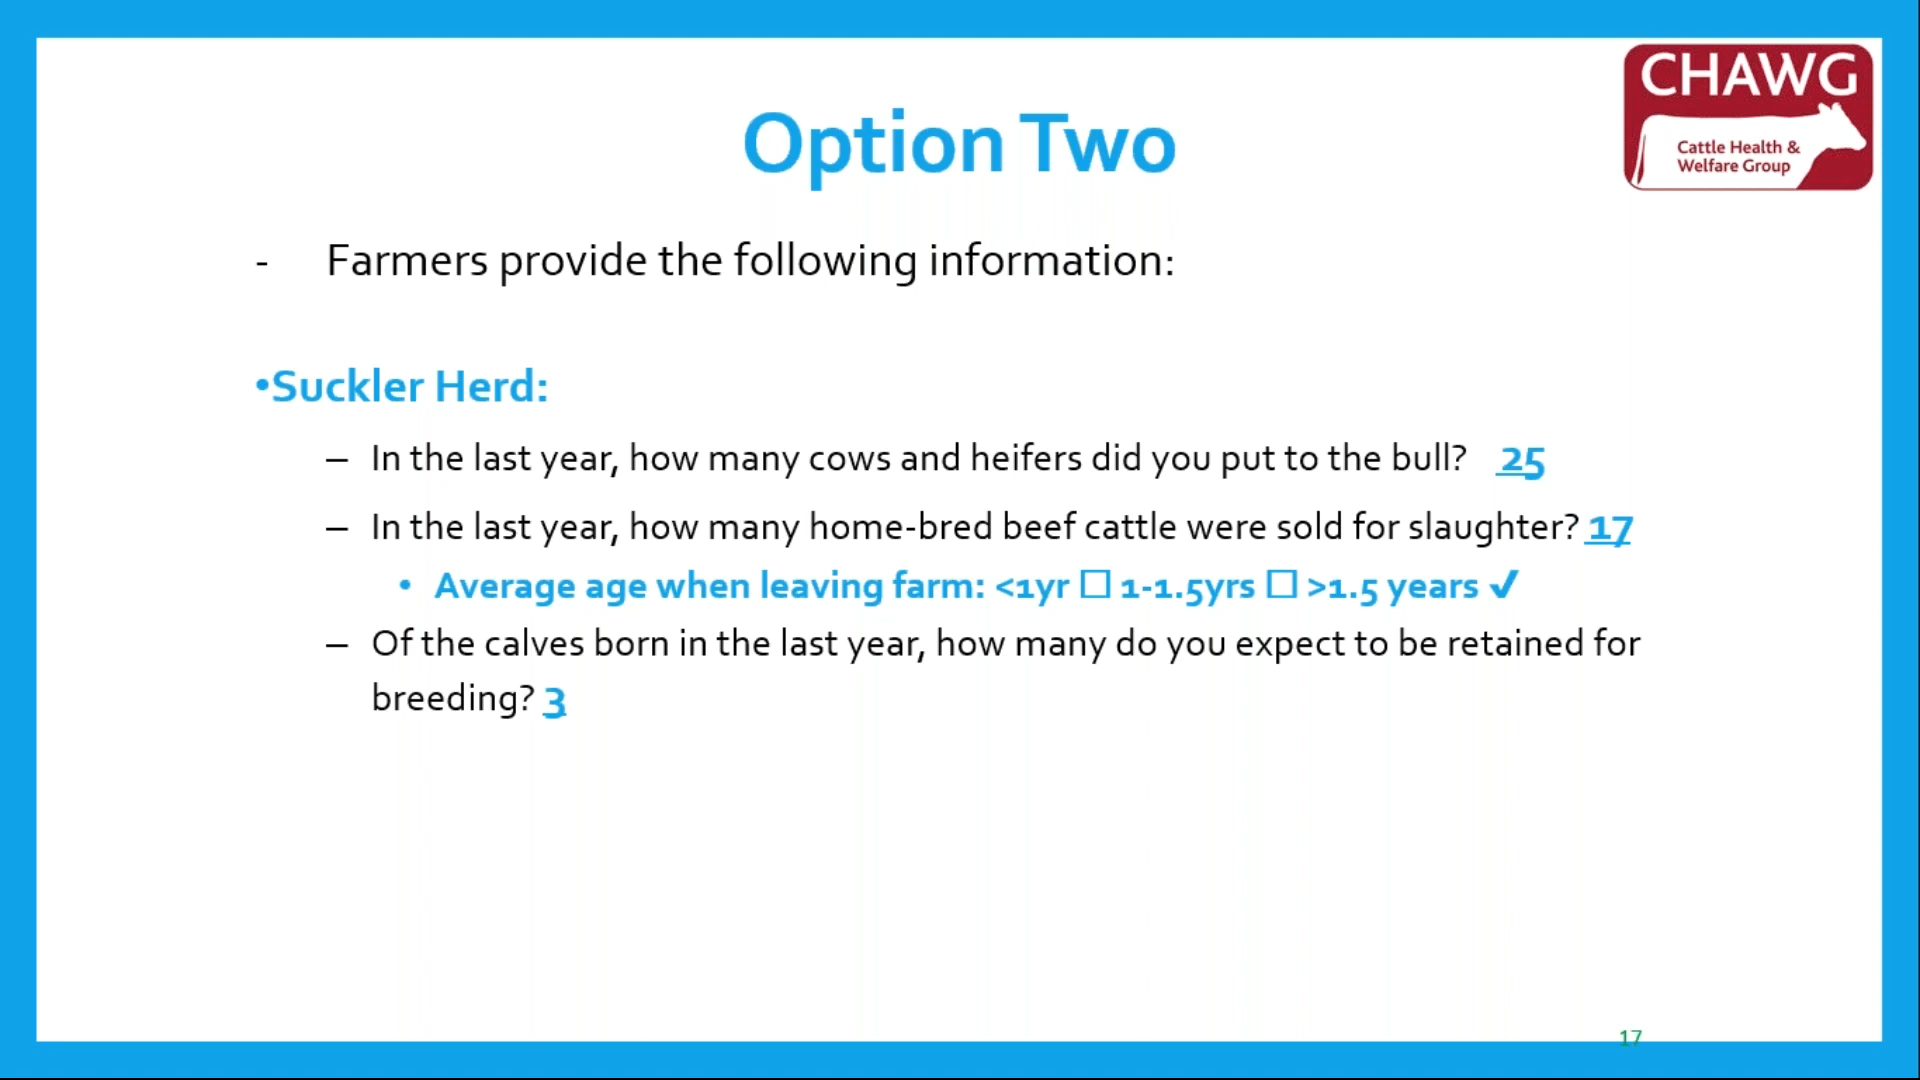 CHAWG
Cattle Health &
Welfare Group
Option Two
- Farmers provide the following information:
•Suckler Herd:
– In the last year, how many cows and heifers did you put to the bull? 25
– In the last year, how many home-bred beef cattle were sold for slaughter? 17
• Average age when leaving farm: <1yr ☐ 1-1.5yrs ☐ >1.5 years ✓
– Of the calves born in the last year, how many do you expect to be retained for
breeding? 3
17